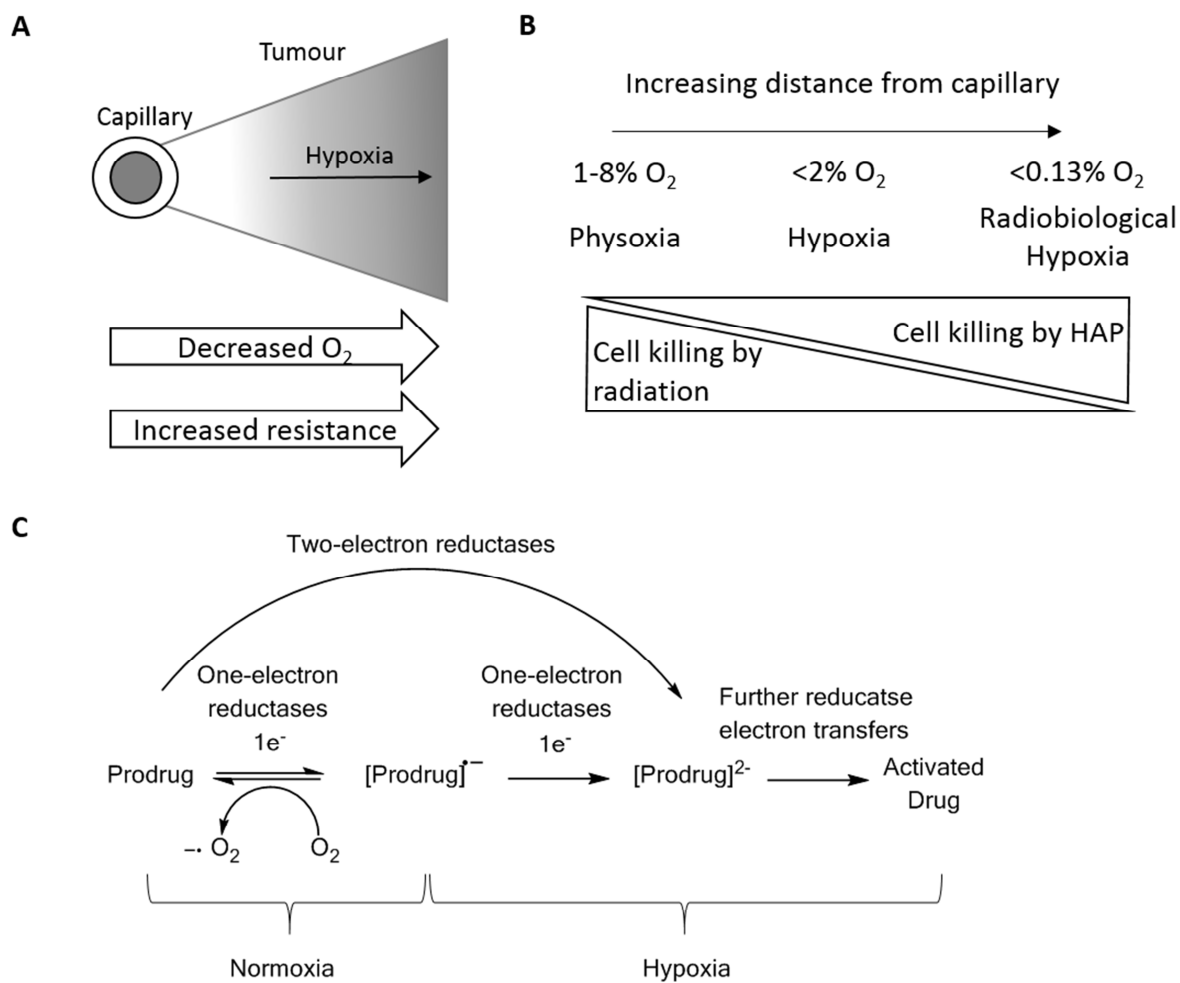 A
Tumour
Capillary
Hypoxia
Decreased O₂
Increased resistance
B
Increasing distance from capillary
1-8% O₂
<2% O₂
<0.13% O₂
Physoxia
Hypoxia
Radiobiological
Hypoxia
Cell killing by HAP
Cell killing by
radiation
C
Two-electron reductases
One-electron
reductases
1e⁻
One-electron
reductases
1e⁻
Further reducatse
electron transfers
Prodrug
[Prodrug]•−
[Prodrug]²⁻
Activated
Drug
−• O₂
O₂
Normoxia
Hypoxia